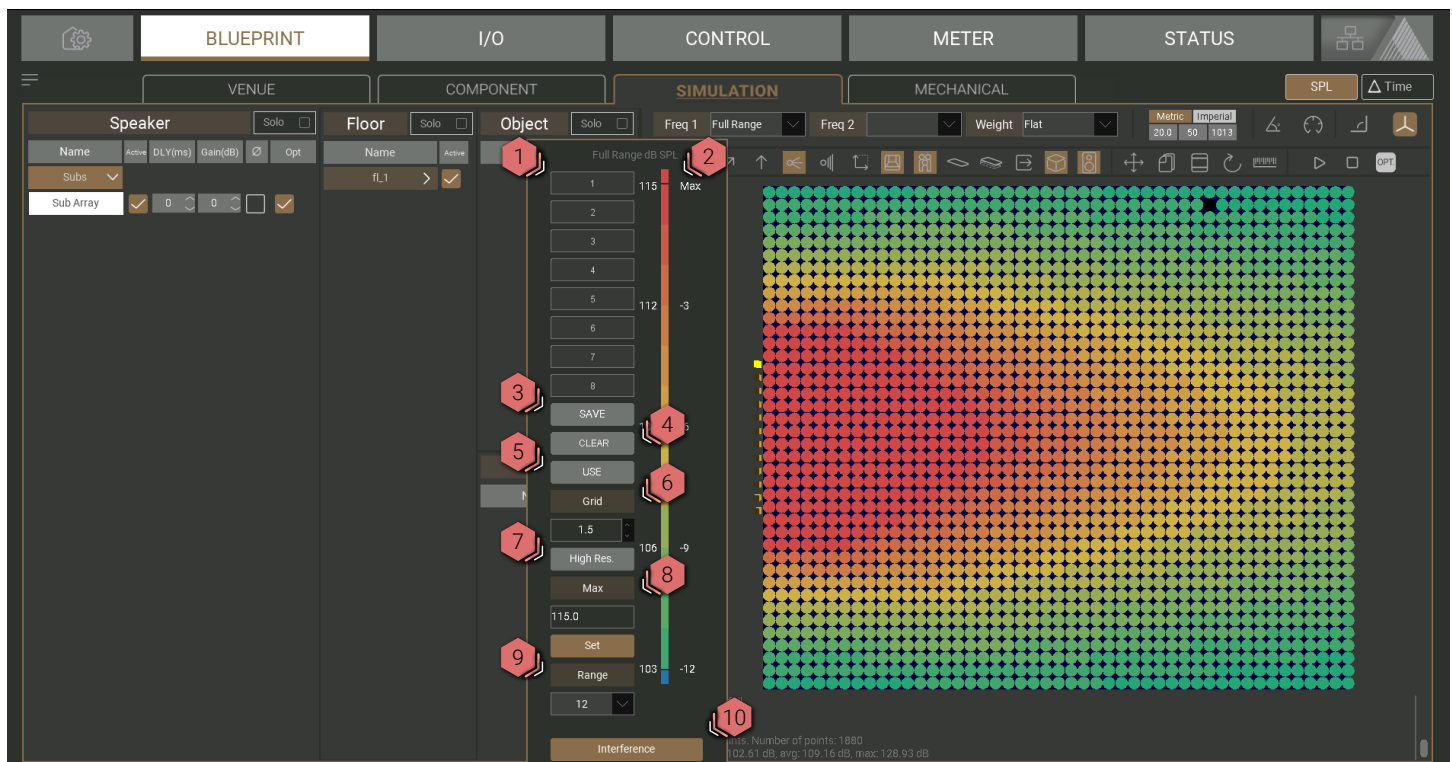 BLUEPRINT I/O CONTROL METER STATUS
VENUE COMPONENT SIMULATION MECHANICAL SPL Δ Time
Speaker Solo Floor Solo Object Solo Freq 1 Full Range Freq 2 Weight Flat Metric Imperial
20.0 50 1013
Name Active DLY(ms) Gain(dB) Ø Opt Name Active
1 Full Range dB SPL 2 OPT
Subs fl_1
Sub Array 0 0
1 115 Max
2
3
4
5 112 -3
6
7
8
3
SAVE
4
CLEAR
5
USE
6
Grid
1.5
7
106 -9
High Res.
8
Max
115.0
Set
9
Range 103 -12
12
10
Number of points: 1880
Interference
102.61 dB, avg: 109.16 dB, max: 128.93 dB